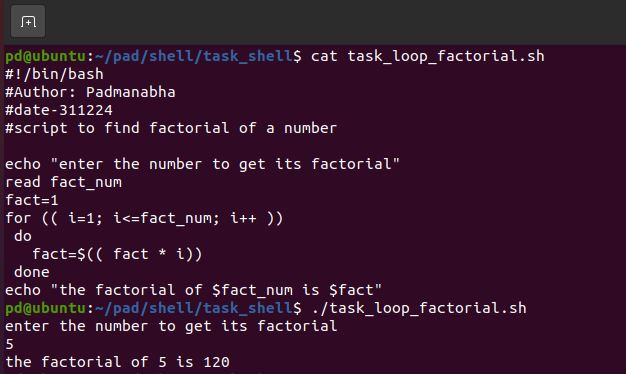 pd@ubuntu:~/pad/shell/task_shell$ cat task_loop_factorial.sh
#!/bin/bash
#Author: Padmanabha
#date-311224
#script to find factorial of a number

echo "enter the number to get its factorial"
read fact_num
fact=1
for (( i=1; i<=fact_num; i++ ))
 do
   fact=$(( fact * i))
 done
echo "the factorial of $fact_num is $fact"
pd@ubuntu:~/pad/shell/task_shell$ ./task_loop_factorial.sh
enter the number to get its factorial
5
the factorial of 5 is 120